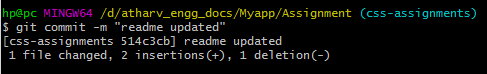 hp@pc MINGW64 /d/atharv_engg_docs/Myapp/Assignment (css-assignments)
$ git commit -m "readme updated"
[css-assignments 514c3cb] readme updated
 1 file changed, 2 insertions(+), 1 deletion(-)